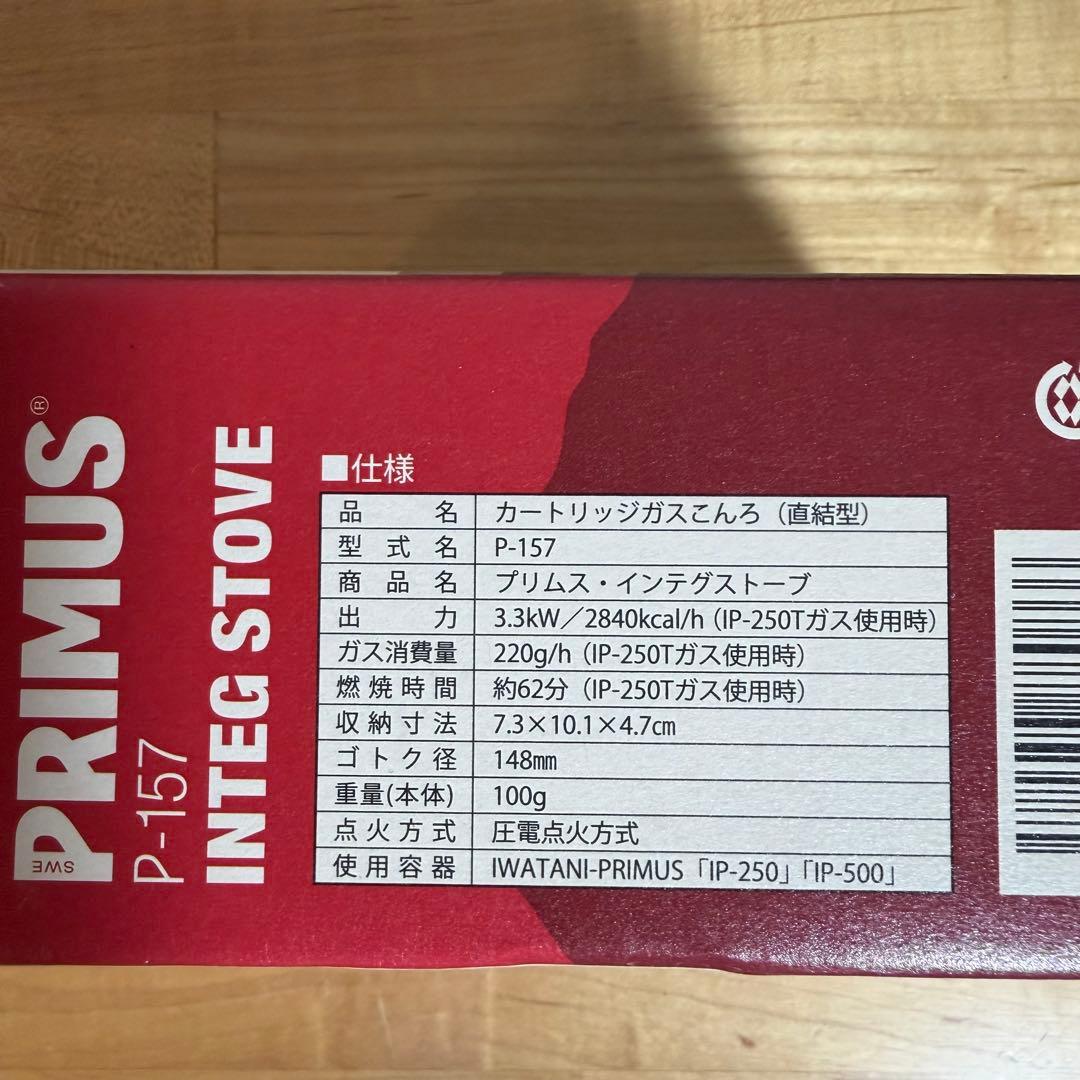 PRIMUS®
SWE
P-157
INTEG STOVE
■仕様
品名 カートリッジガスこんろ（直結型）
型式名 P-157
商品名 プリムス・インテグストーブ
出力 3.3kW／2840kcal/h（IP-250Tガス使用時）
ガス消費量 220g/h（IP-250Tガス使用時）
燃焼時間 約62分（IP-250Tガス使用時）
収納寸法 7.3×10.1×4.7㎝
ゴトク径 148㎜
重量(本体) 100g
点火方式 圧電点火方式
使用容器 IWATANI-PRIMUS「IP-250」「IP-500」